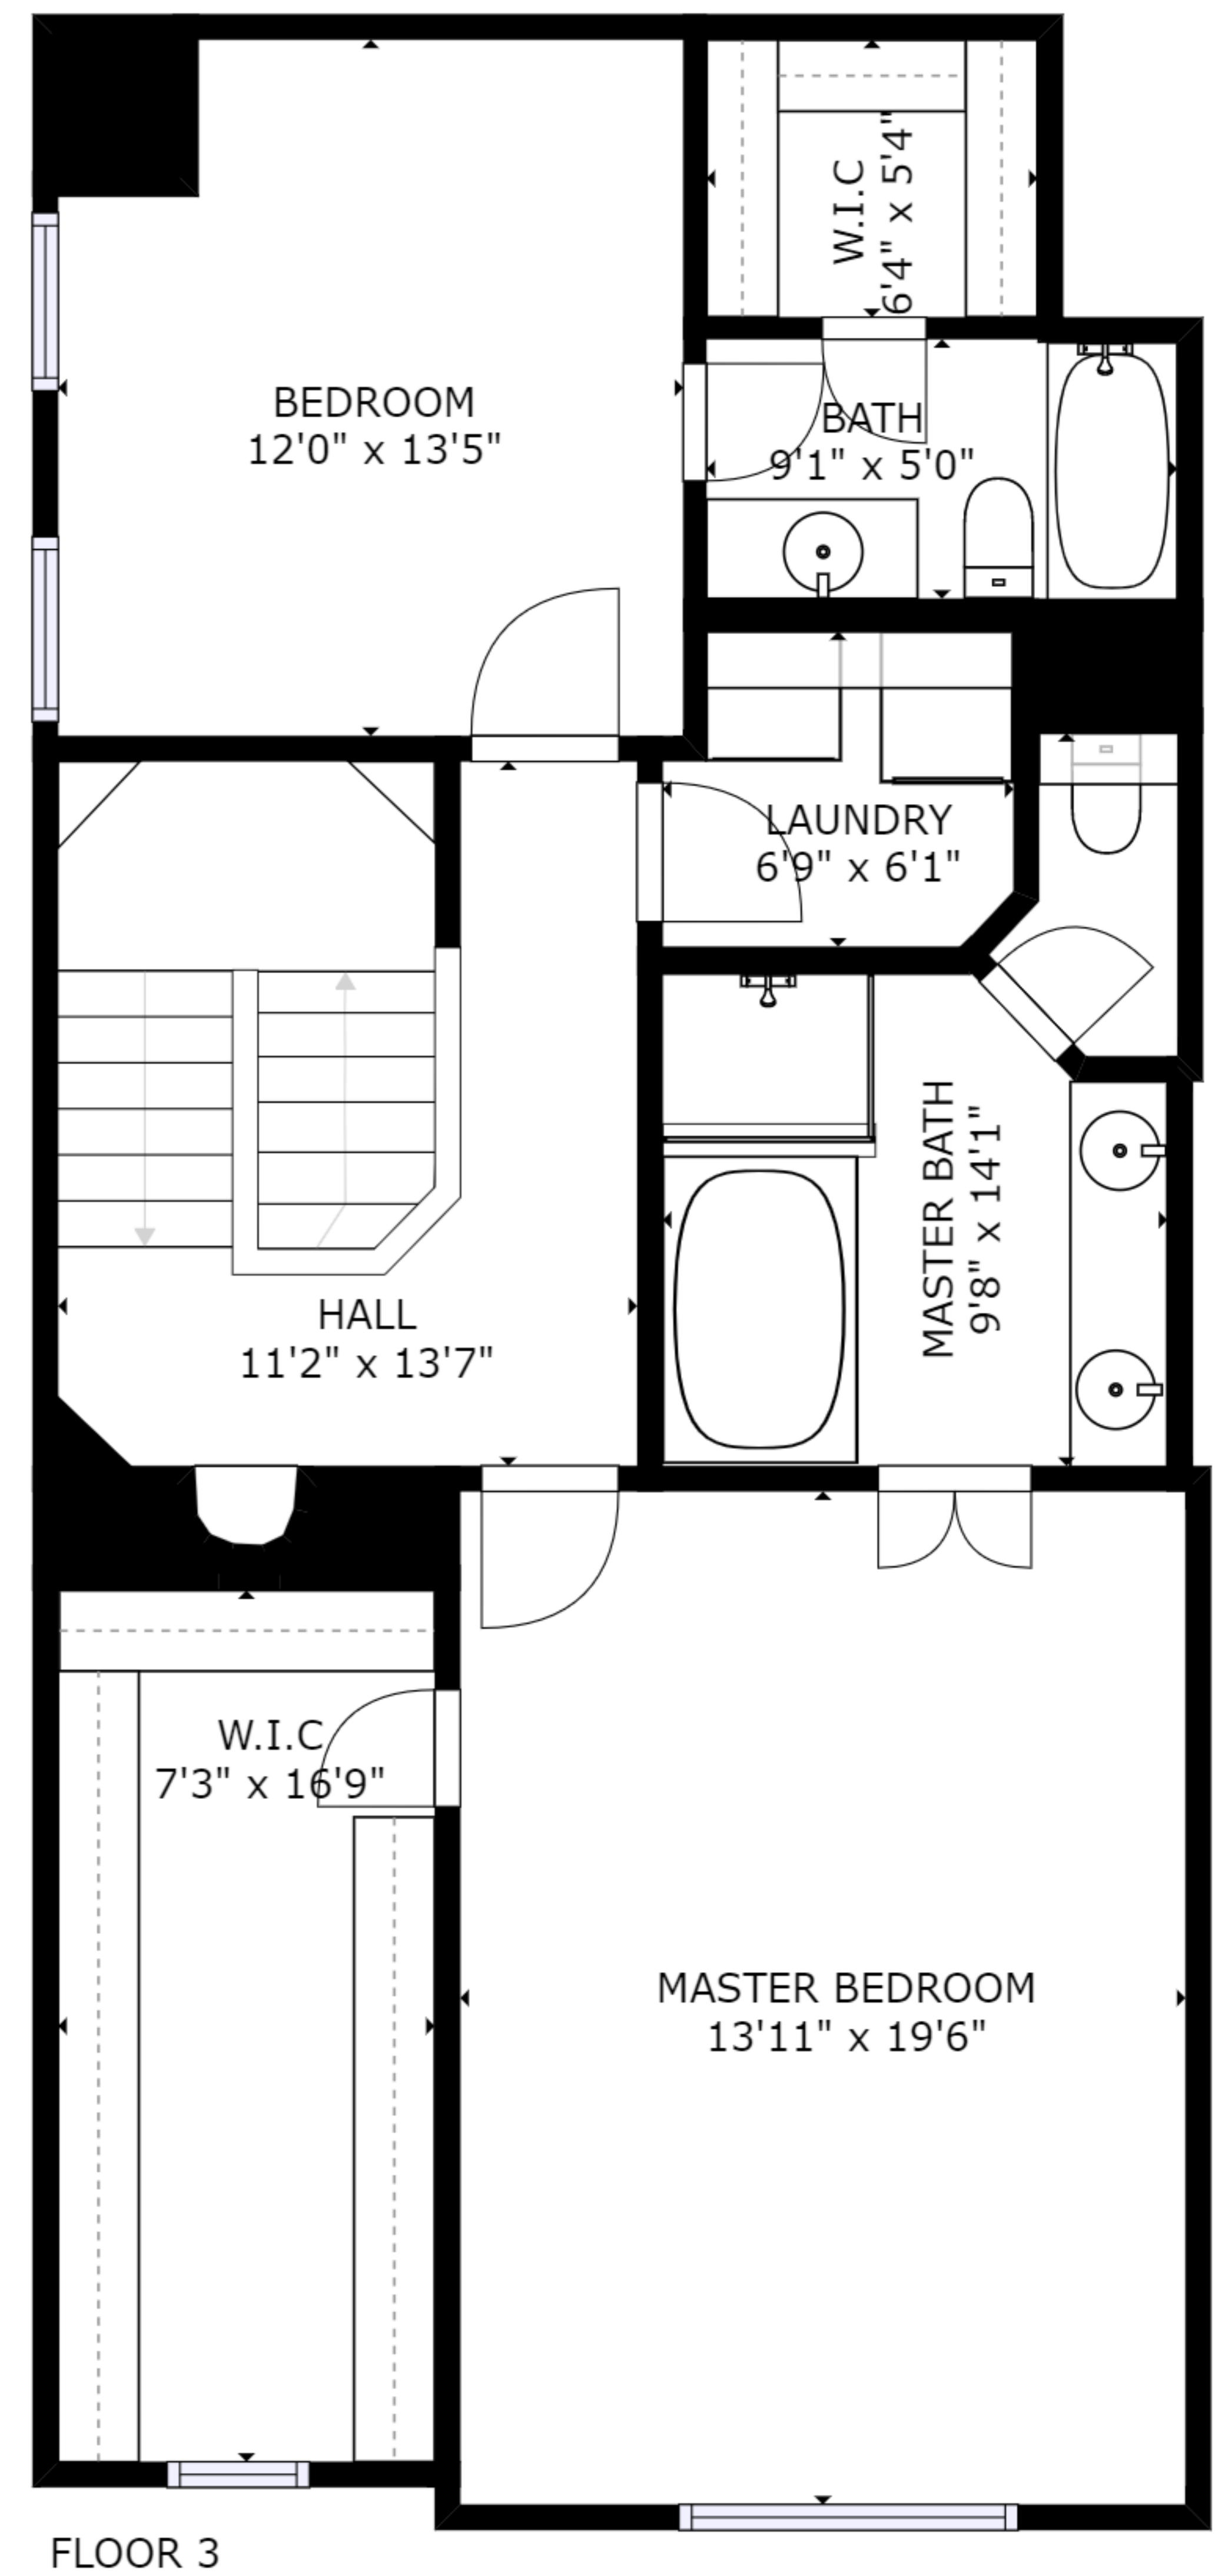 W.I.C
6'4" x 5'4"
BEDROOM
12'0" x 13'5"
BATH
9'1" x 5'0"
LAUNDRY
6'9" x 6'1"
MASTER BATH
9'8" x 14'1"
HALL
11'2" x 13'7"
W.I.C
7'3" x 16'9"
MASTER BEDROOM
13'11" x 19'6"
FLOOR 3